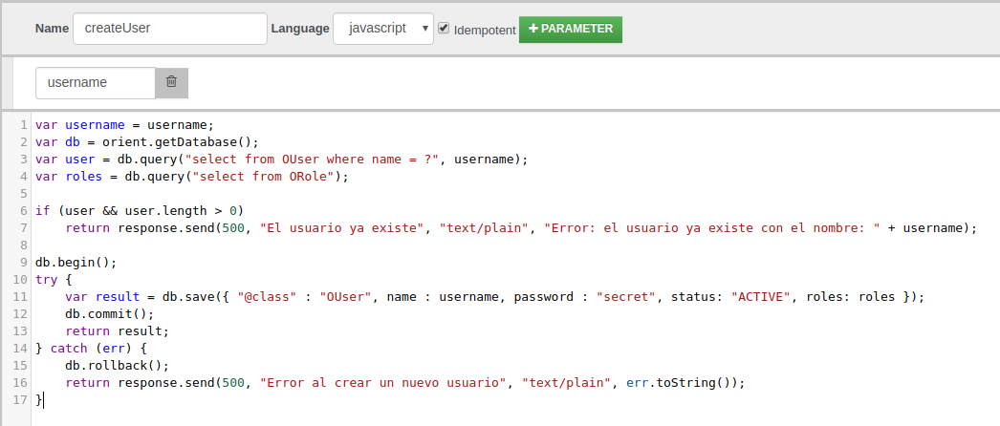 Name createUser Language javascript Idempotent PARAMETER
username
1 var username = username;
2 var db = orient.getDatabase();
3 var user = db.query("select from OUser where name = ?", username);
4 var roles = db.query("select from ORole");
5
6 if (user && user.length > 0)
7     return response.send(500, "El usuario ya existe", "text/plain", "Error: el usuario ya existe con el nombre: " + username);
8
9 db.begin();
10 try {
11     var result = db.save({ "@class" : "OUser", name : username, password : "secret", status: "ACTIVE", roles: roles });
12     db.commit();
13     return result;
14 } catch (err) {
15     db.rollback();
16     return response.send(500, "Error al crear un nuevo usuario", "text/plain", err.toString());
17 }